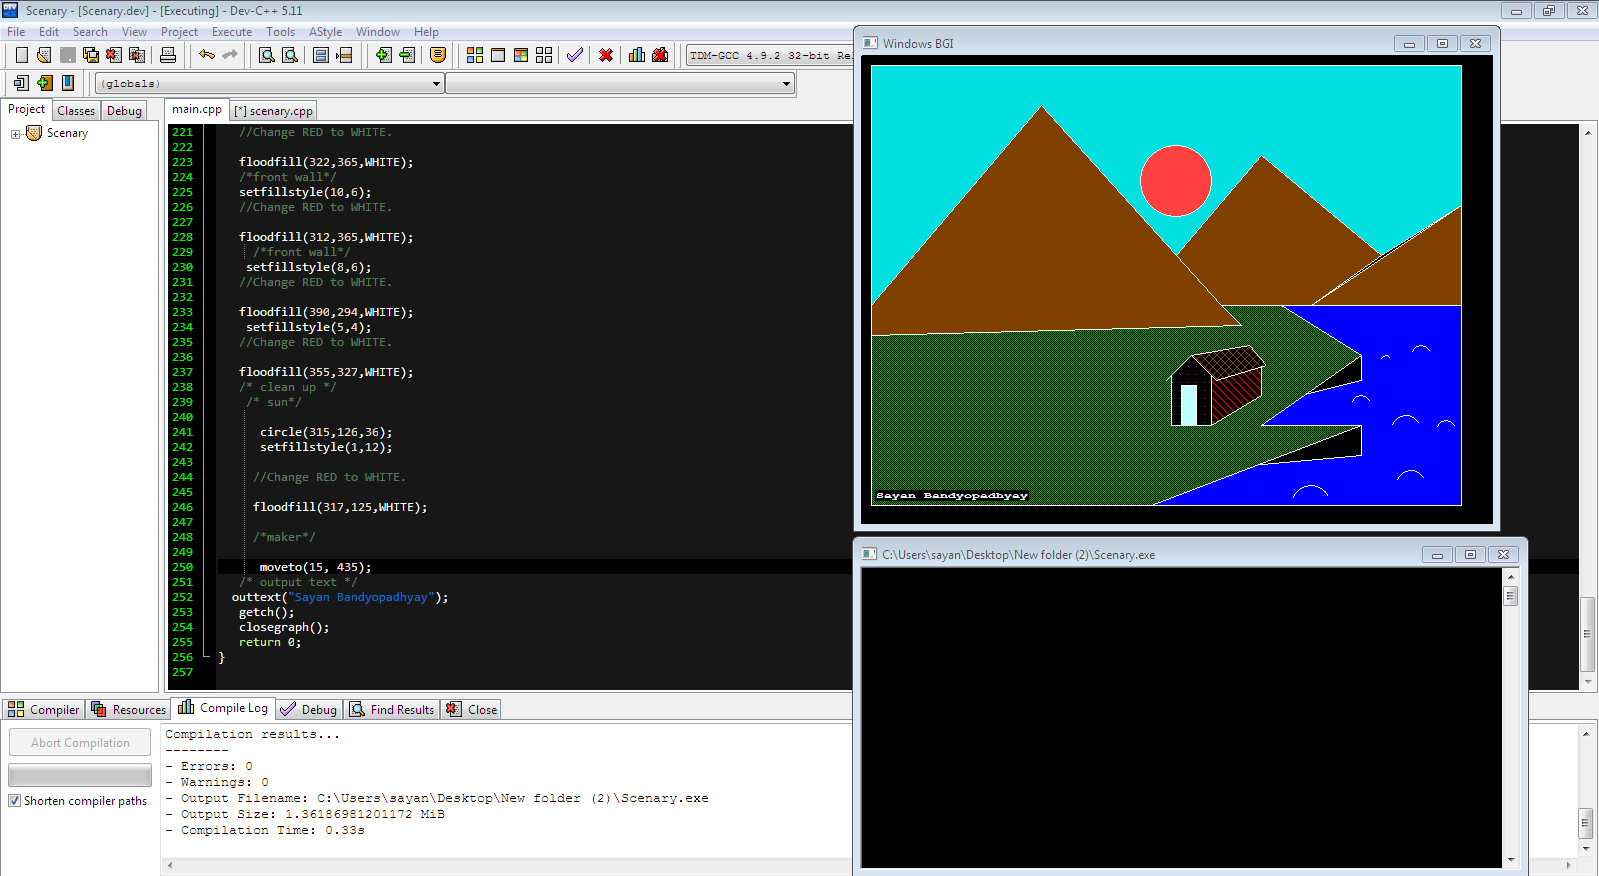 Scenary - [Scenary.dev] - [Executing] - Dev-C++ 5.11
File Edit Search View Project Execute Tools AStyle Window Help
TDM-GCC 4.9.2 32-bit Rel
(globals)
Project Classes Debug
main.cpp [*] scenary.cpp
Scenary
221 //Change RED to WHITE.
222
223 floodfill(322,365,WHITE);
224 /*front wall*/
225 setfillstyle(10,6);
226 //Change RED to WHITE.
227
228 floodfill(312,365,WHITE);
229 /*front wall*/
230 setfillstyle(8,6);
231 //Change RED to WHITE.
232
233 floodfill(390,294,WHITE);
234 setfillstyle(5,4);
235 //Change RED to WHITE.
236
237 floodfill(355,327,WHITE);
238 /* clean up */
239 /* sun*/
240
241 circle(315,126,36);
242 setfillstyle(1,12);
243
244 //Change RED to WHITE.
245
246 floodfill(317,125,WHITE);
247
248 /*maker*/
249
250 moveto(15, 435);
251 /* output text */
252 outtext("Sayan Bandyopadhyay");
253 getch();
254 closegraph();
255 return 0;
256 }
257
Windows BGI
Sayan Bandyopadhyay
C:\Users\sayan\Desktop\New folder (2)\Scenary.exe
Compiler Resources Compile Log Debug Find Results Close
Abort Compilation
Shorten compiler paths
Compilation results...
--------
- Errors: 0
- Warnings: 0
- Output Filename: C:\Users\sayan\Desktop\New folder (2)\Scenary.exe
- Output Size: 1.36186981201172 MiB
- Compilation Time: 0.33s